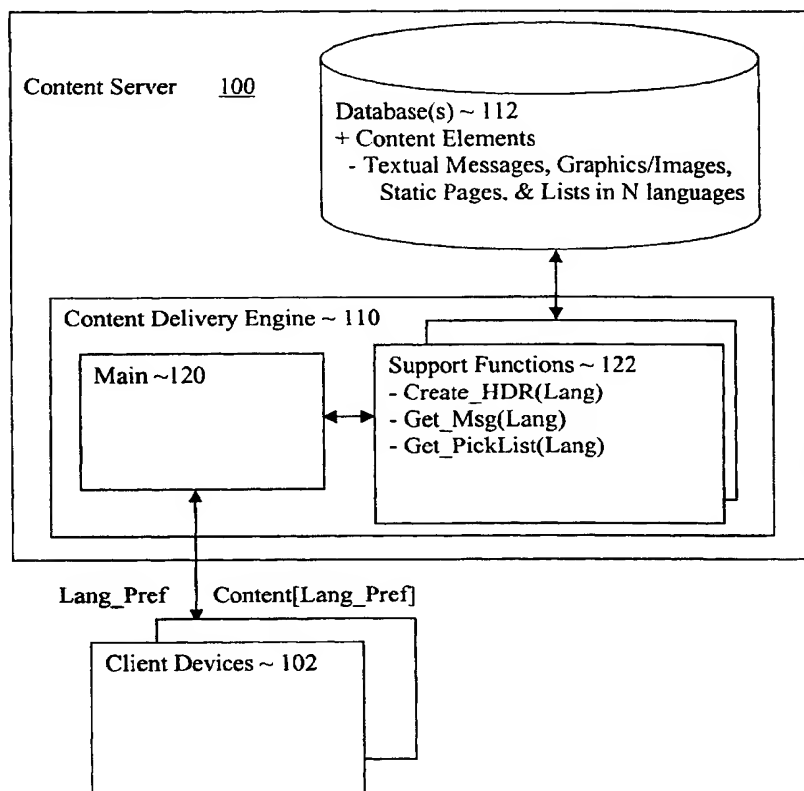 Content Server 100
Database(s) ~ 112
+ Content Elements
- Textual Messages, Graphics/Images,
Static Pages, & Lists in N languages
Content Delivery Engine ~ 110
Main ~120
Support Functions ~ 122
- Create_HDR(Lang)
- Get_Msg(Lang)
- Get_PickList(Lang)
Lang_Pref Content[Lang_Pref]
Client Devices ~ 102